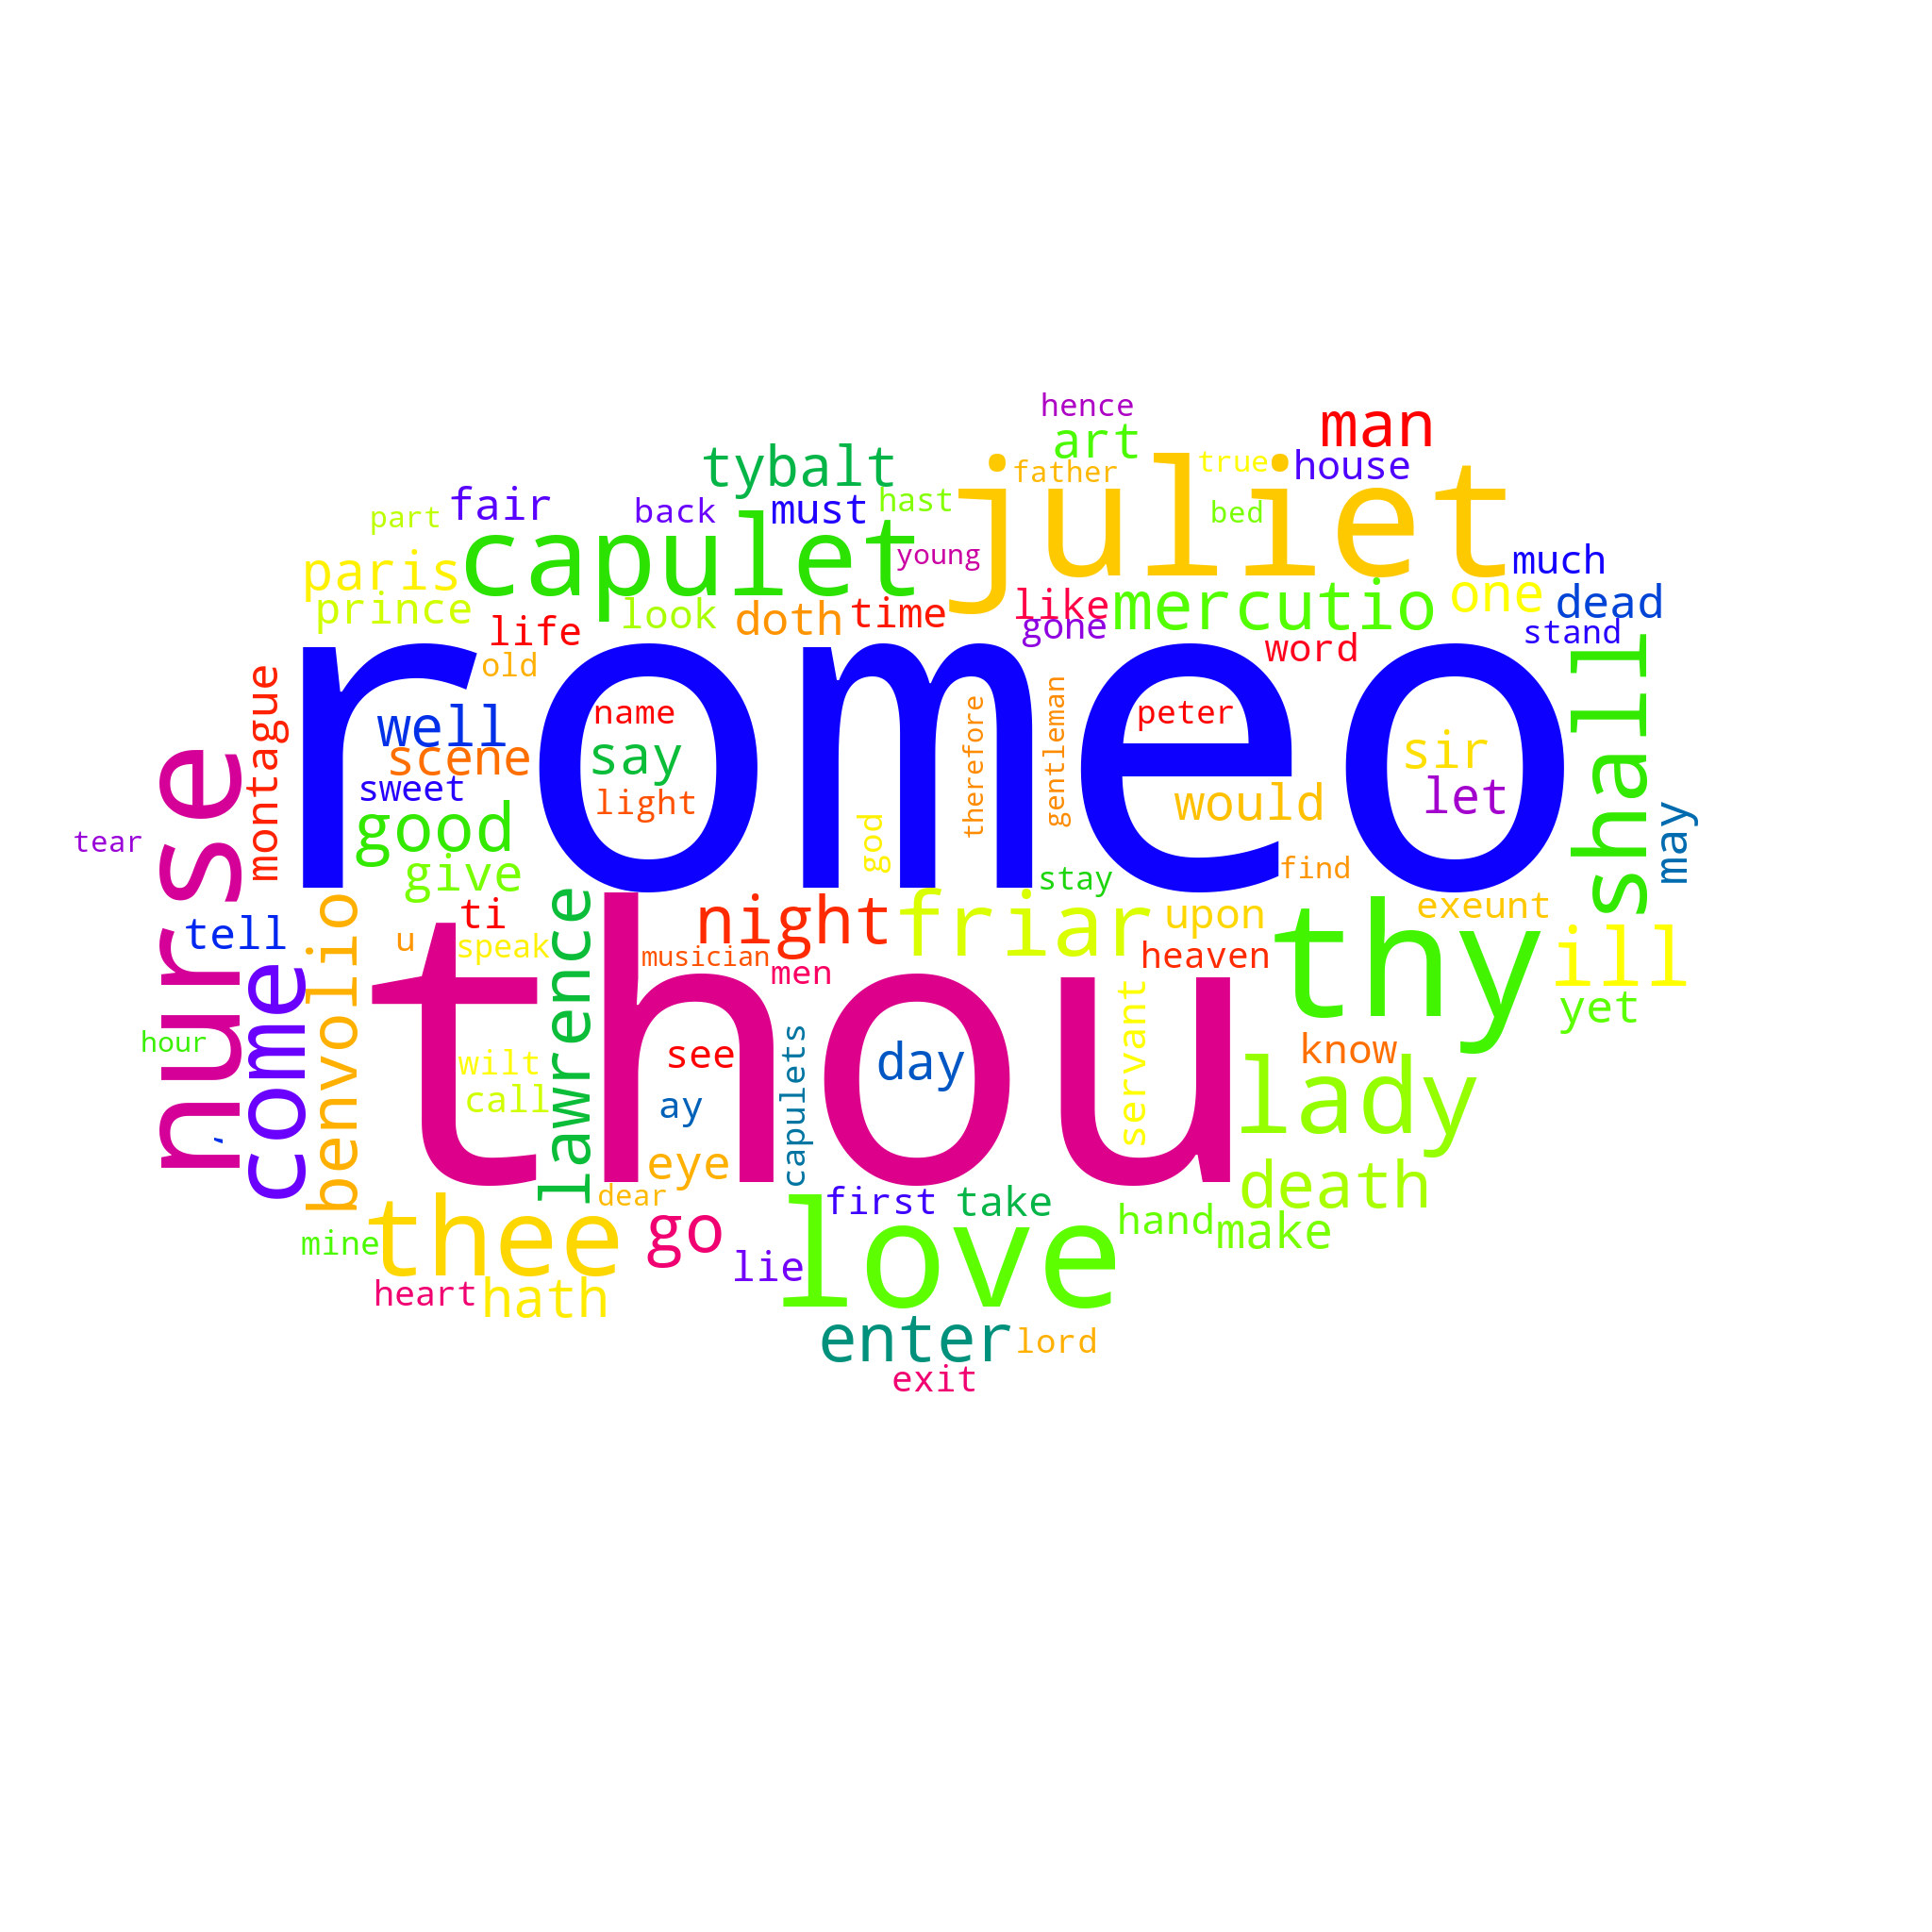 hence
man
art
tybalt
father
true
house
juliet
fair
back
must
hast
part
bed
capulet
young
paris
much
prince
look
doth
time
like
mercutio
one
dead
life
gone
stand
word
old
romeo
shall
montague
well
name
therefore
gentleman
peter
scene
say
sir
sweet
light
would
let
nurse
good
god
may
tear
give
stay
find
ti
night
friar
upon
exeunt
thy
tell
u
speak
musician
men
heaven
ill
benvolio
lawrence
thou
come
yet
hour
wilt
see
day
servant
know
call
ay
capulets
lady
'
eye
death
dear
first
take
mine
thee
go
love
hand
make
lie
heart
hath
enter
lord
exit